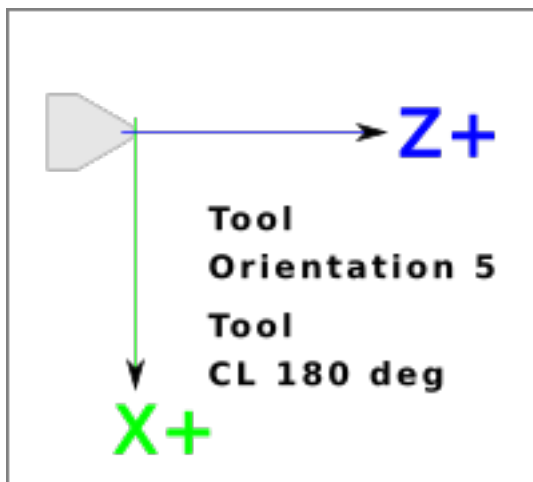 Z+
Tool
Orientation 5
Tool
CL 180 deg
X+